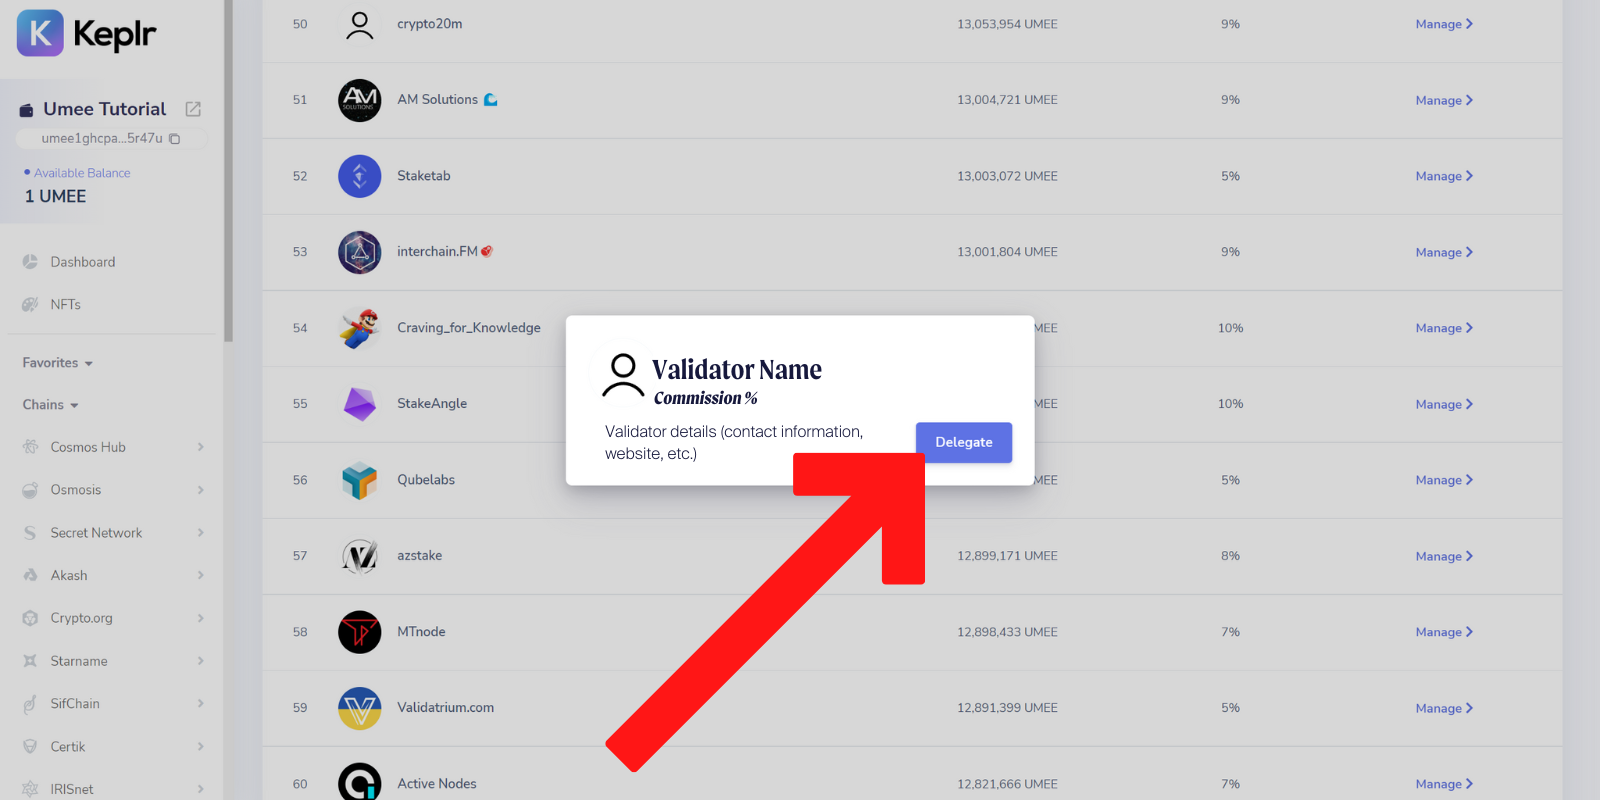 Keplr
Umee Tutorial
umee1ghcpa...5r47u
Available Balance
1 UMEE
Dashboard
NFTs
Favorites
Chains
Cosmos Hub
Osmosis
Secret Network
Akash
Crypto.org
Starname
SifChain
Certik
IRISnet
50 crypto20m 13,053,954 UMEE 9% Manage
51 AM SOLUTIONS AM Solutions 13,004,721 UMEE 9% Manage
52 Staketab 13,003,072 UMEE 5% Manage
53 interchain.FM 13,001,804 UMEE 9% Manage
54 Craving_for_Knowledge MEE 10% Manage
55 StakeAngle MEE 10% Manage
56 Qubelabs MEE 5% Manage
57 azstake 12,899,171 UMEE 8% Manage
58 MTnode 12,898,433 UMEE 7% Manage
59 Validatrium.com 12,891,399 UMEE 5% Manage
60 Active Nodes 12,821,666 UMEE 7% Manage
Validator Name
Commission %
Validator details (contact information,
website, etc.)
Delegate